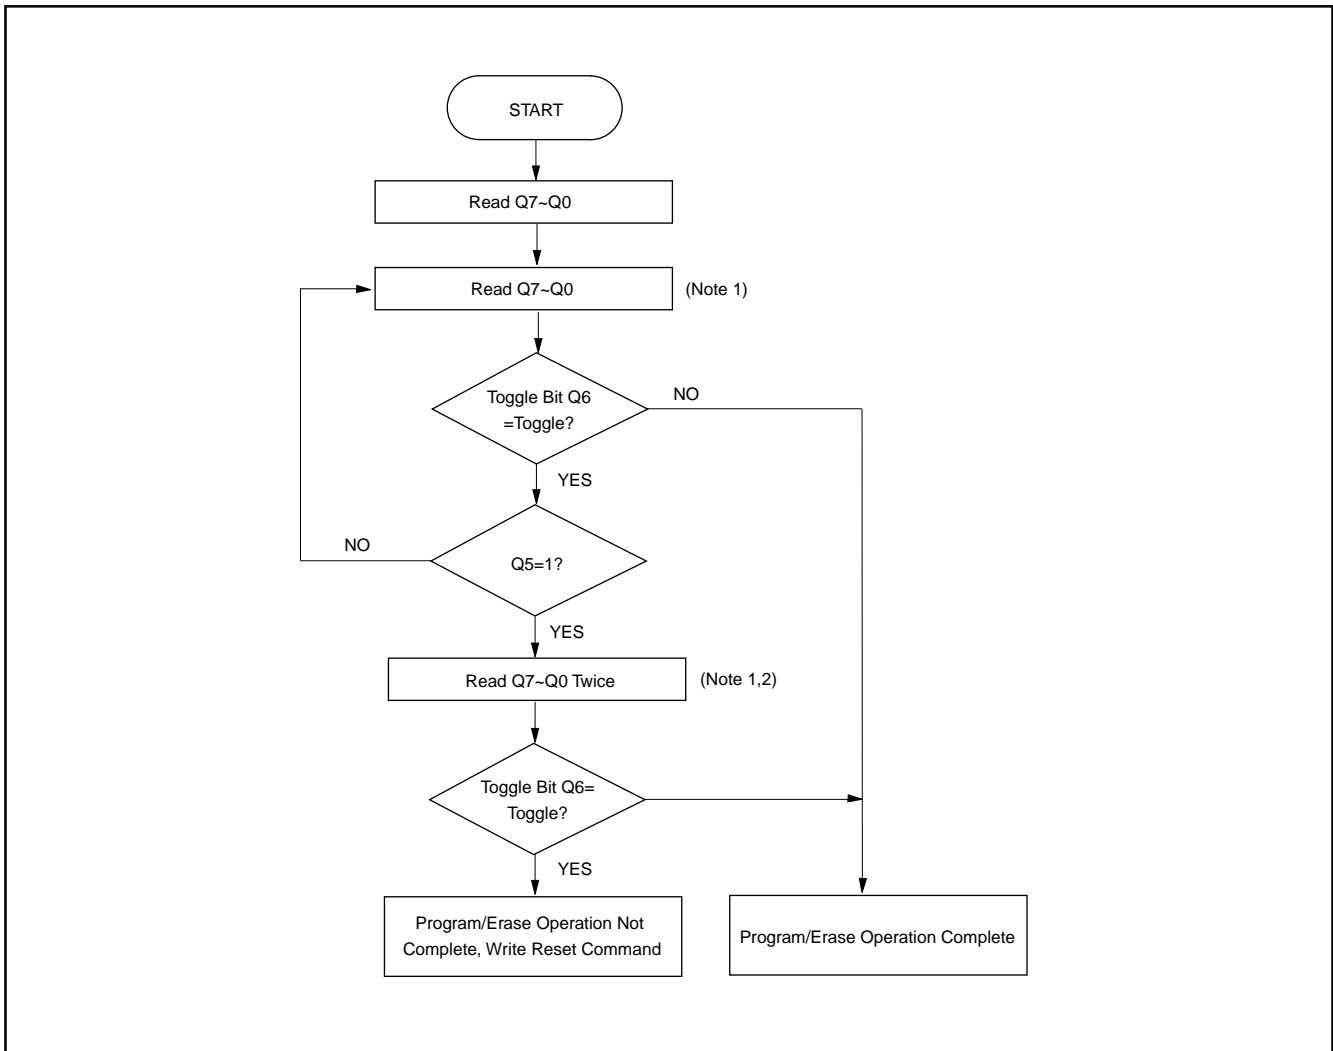 START
Read Q7~Q0
Read Q7~Q0
(Note 1)
Toggle Bit Q6
=Toggle?
NO
YES
NO
Q5=1?
YES
Read Q7~Q0 Twice
(Note 1,2)
Toggle Bit Q6=
Toggle?
YES
Program/Erase Operation Not
Complete, Write Reset Command
Program/Erase Operation Complete